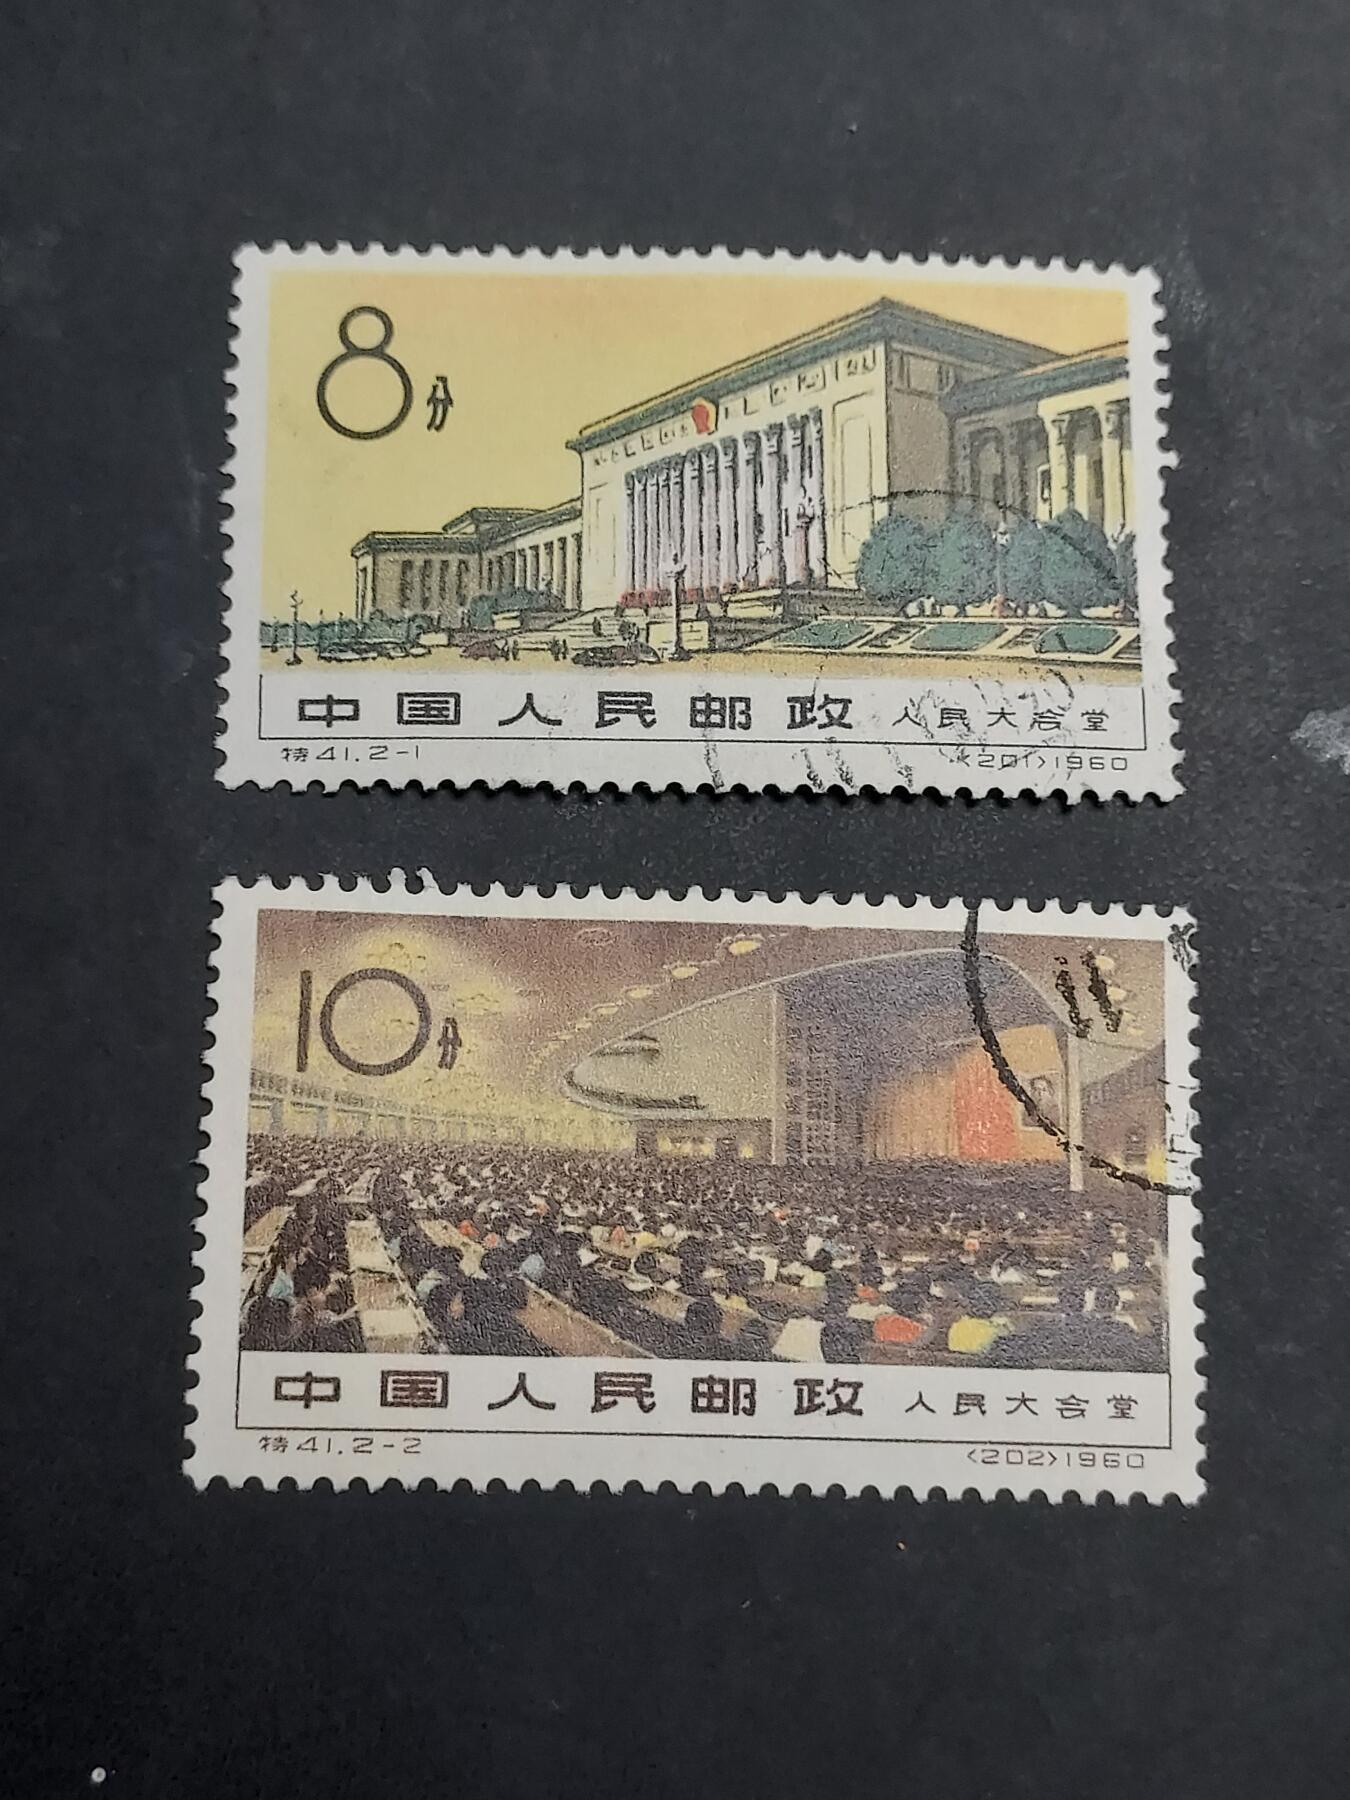 8分
中国人民邮政 人民大会堂
特41.2-1 <201>1960
10分
中国人民邮政 人民大会堂
特41.2-2 <202>1960